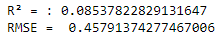 R² = : 0.08537822829131647
RMSE =  0.45791374277467006